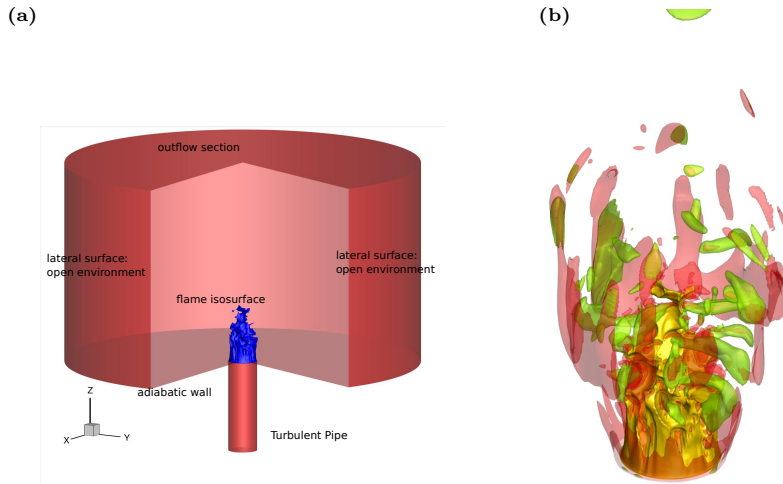 (a)
(b)
outflow section
lateral surface:
open environment
lateral surface:
open environment
flame isosurface
adiabatic wall
Z
X
Y
Turbulent Pipe